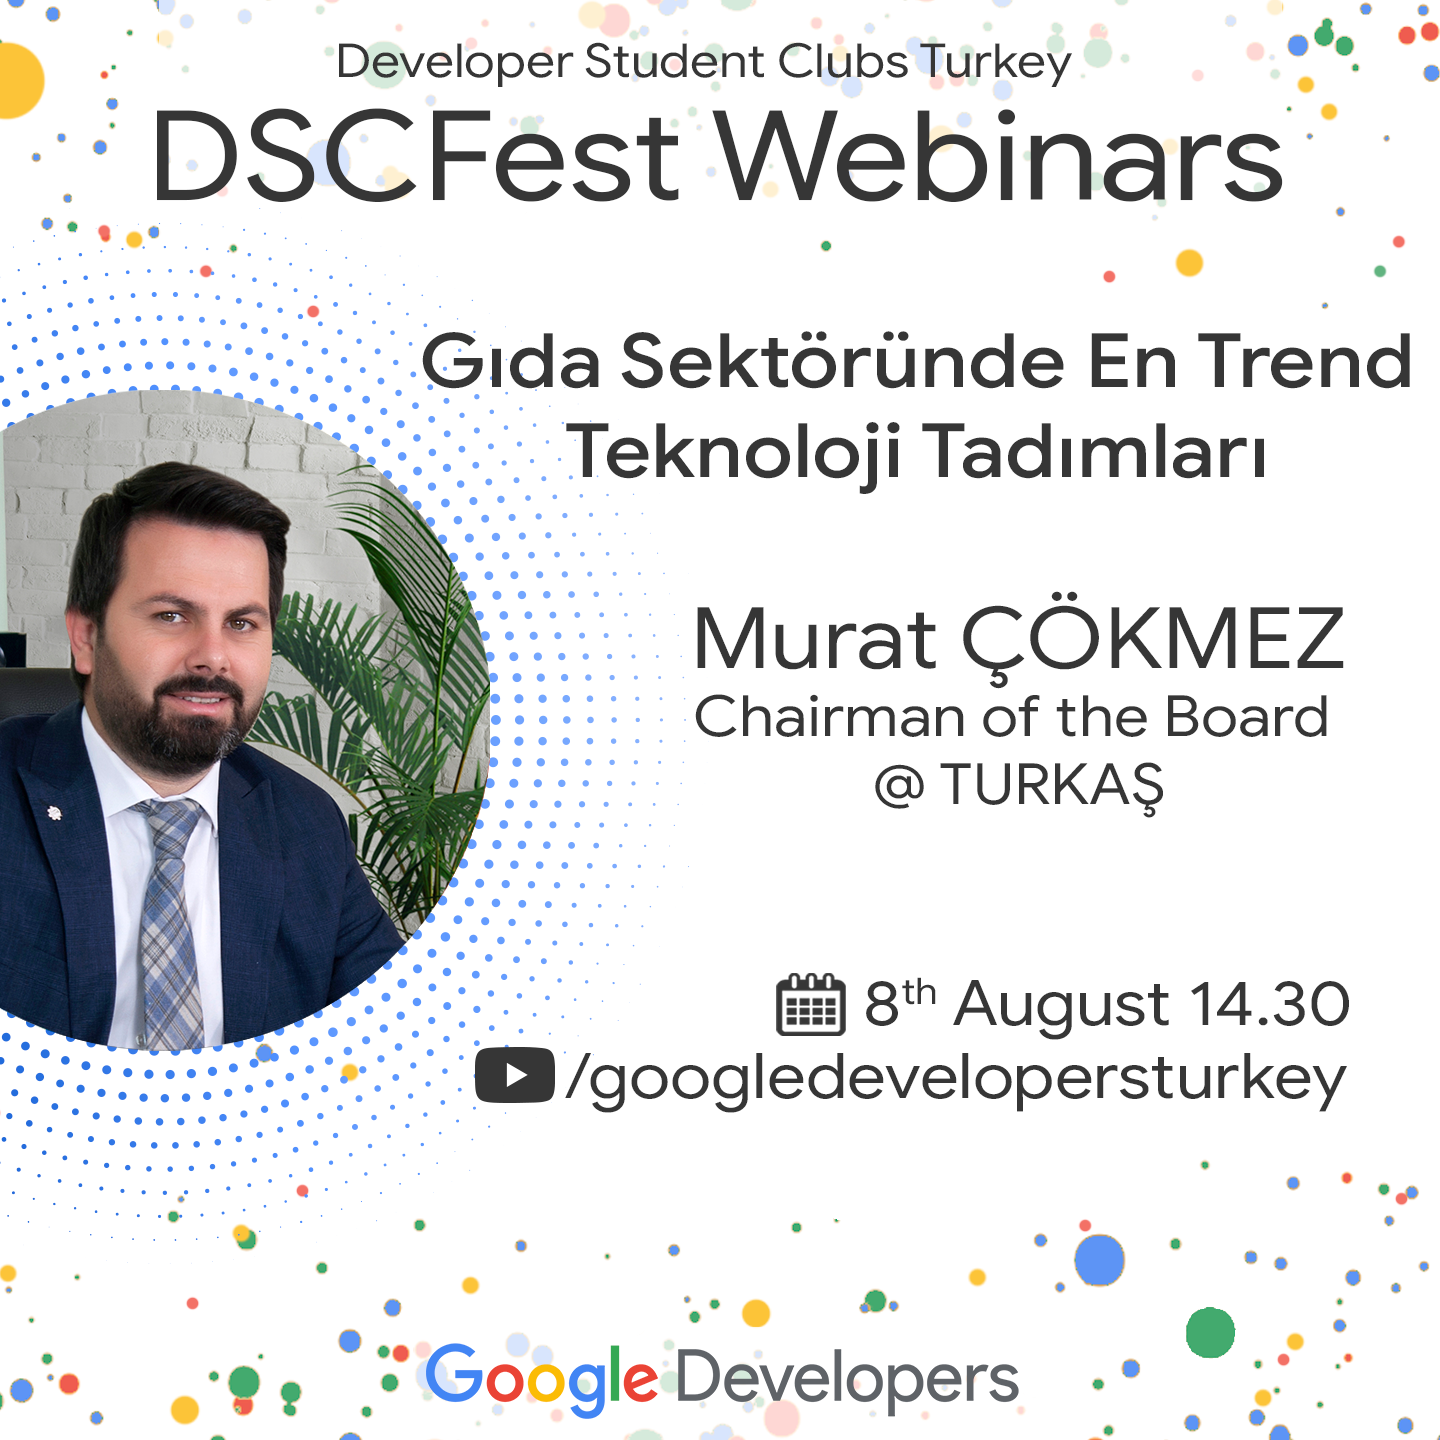 Developer Student Clubs Turkey
DSCFest Webinars
Gıda Sektöründe En Trend
Teknoloji Tadımları
Murat ÇÖKMEZ
Chairman of the Board
@ TURKAŞ
8th August 14.30
/googledevelopersturkey
Google Developers